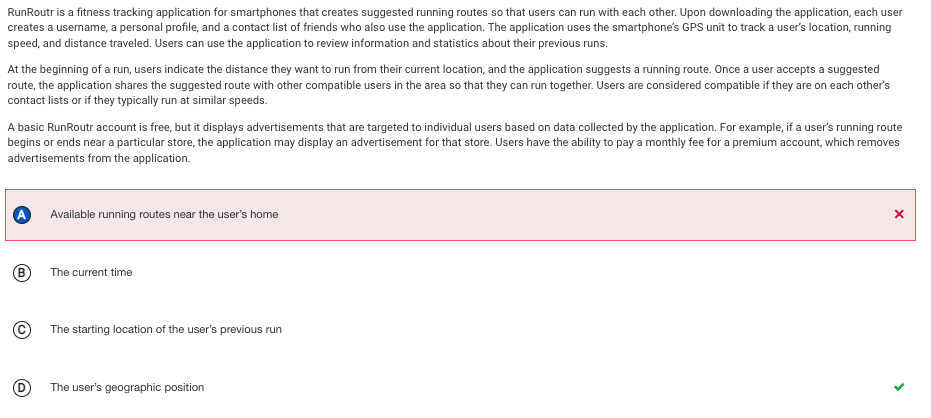 RunRoutr is a fitness tracking application for smartphones that creates suggested running routes so that users can run with each other. Upon downloading the application, each user
creates a username, a personal profile, and a contact list of friends who also use the application. The application uses the smartphone's GPS unit to track a user's location, running
speed, and distance traveled. Users can use the application to review information and statistics about their previous runs.
At the beginning of a run, users indicate the distance they want to run from their current location, and the application suggests a running route. Once a user accepts a suggested
route, the application shares the suggested route with other compatible users in the area so that they can run together. Users are considered compatible if they are on each other's
contact lists or if they typically run at similar speeds.
A basic RunRoutr account is free, but it displays advertisements that are targeted to individual users based on data collected by the application. For example, if a user's running route
begins or ends near a particular store, the application may display an advertisement for that store. Users have the ability to pay a monthly fee for a premium account, which removes
advertisements from the application.
A Available running routes near the user's home
B The current time
C The starting location of the user's previous run
D The user's geographic position